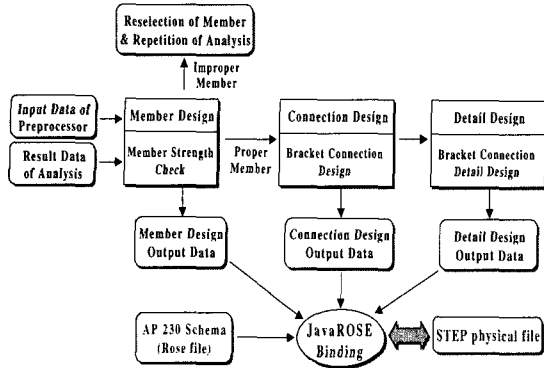 Reselection of Member
& Repetition of Analysis
Improper
Member
Input Data of
Preprocessor
Member Design
Connection Design
Detail Design
Result Data
of Analysis
Member Strength
Check
Proper
Member
Bracket Connection
Design
Bracket Connection
Detail Design
Member Design
Output Data
Connection Design
Output Data
Detail Design
Output Data
AP 230 Schema
(Rose file)
JavaROSE
Binding
STEP physical file